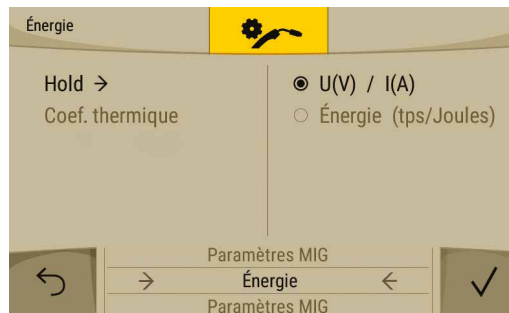 Énergie
Hold →
Coef. thermique
U(V) / I(A)
Énergie (tps/Joules)
Paramètres MIG
→ Énergie ←
Paramètres MIG